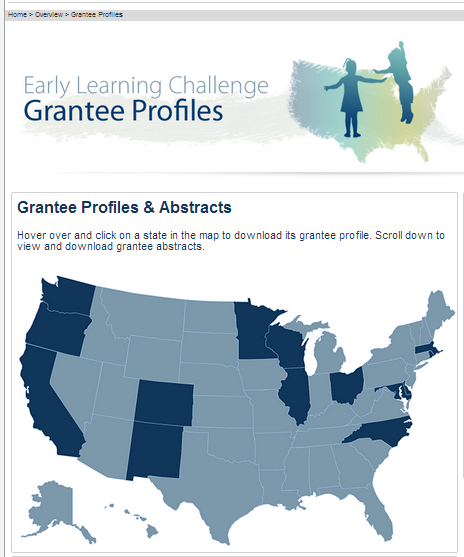 Home > Overview > Grantee Profiles
Early Learning Challenge
Grantee Profiles
Grantee Profiles & Abstracts
Hover over and click on a state in the map to download its grantee profile. Scroll down to
view and download grantee abstracts.